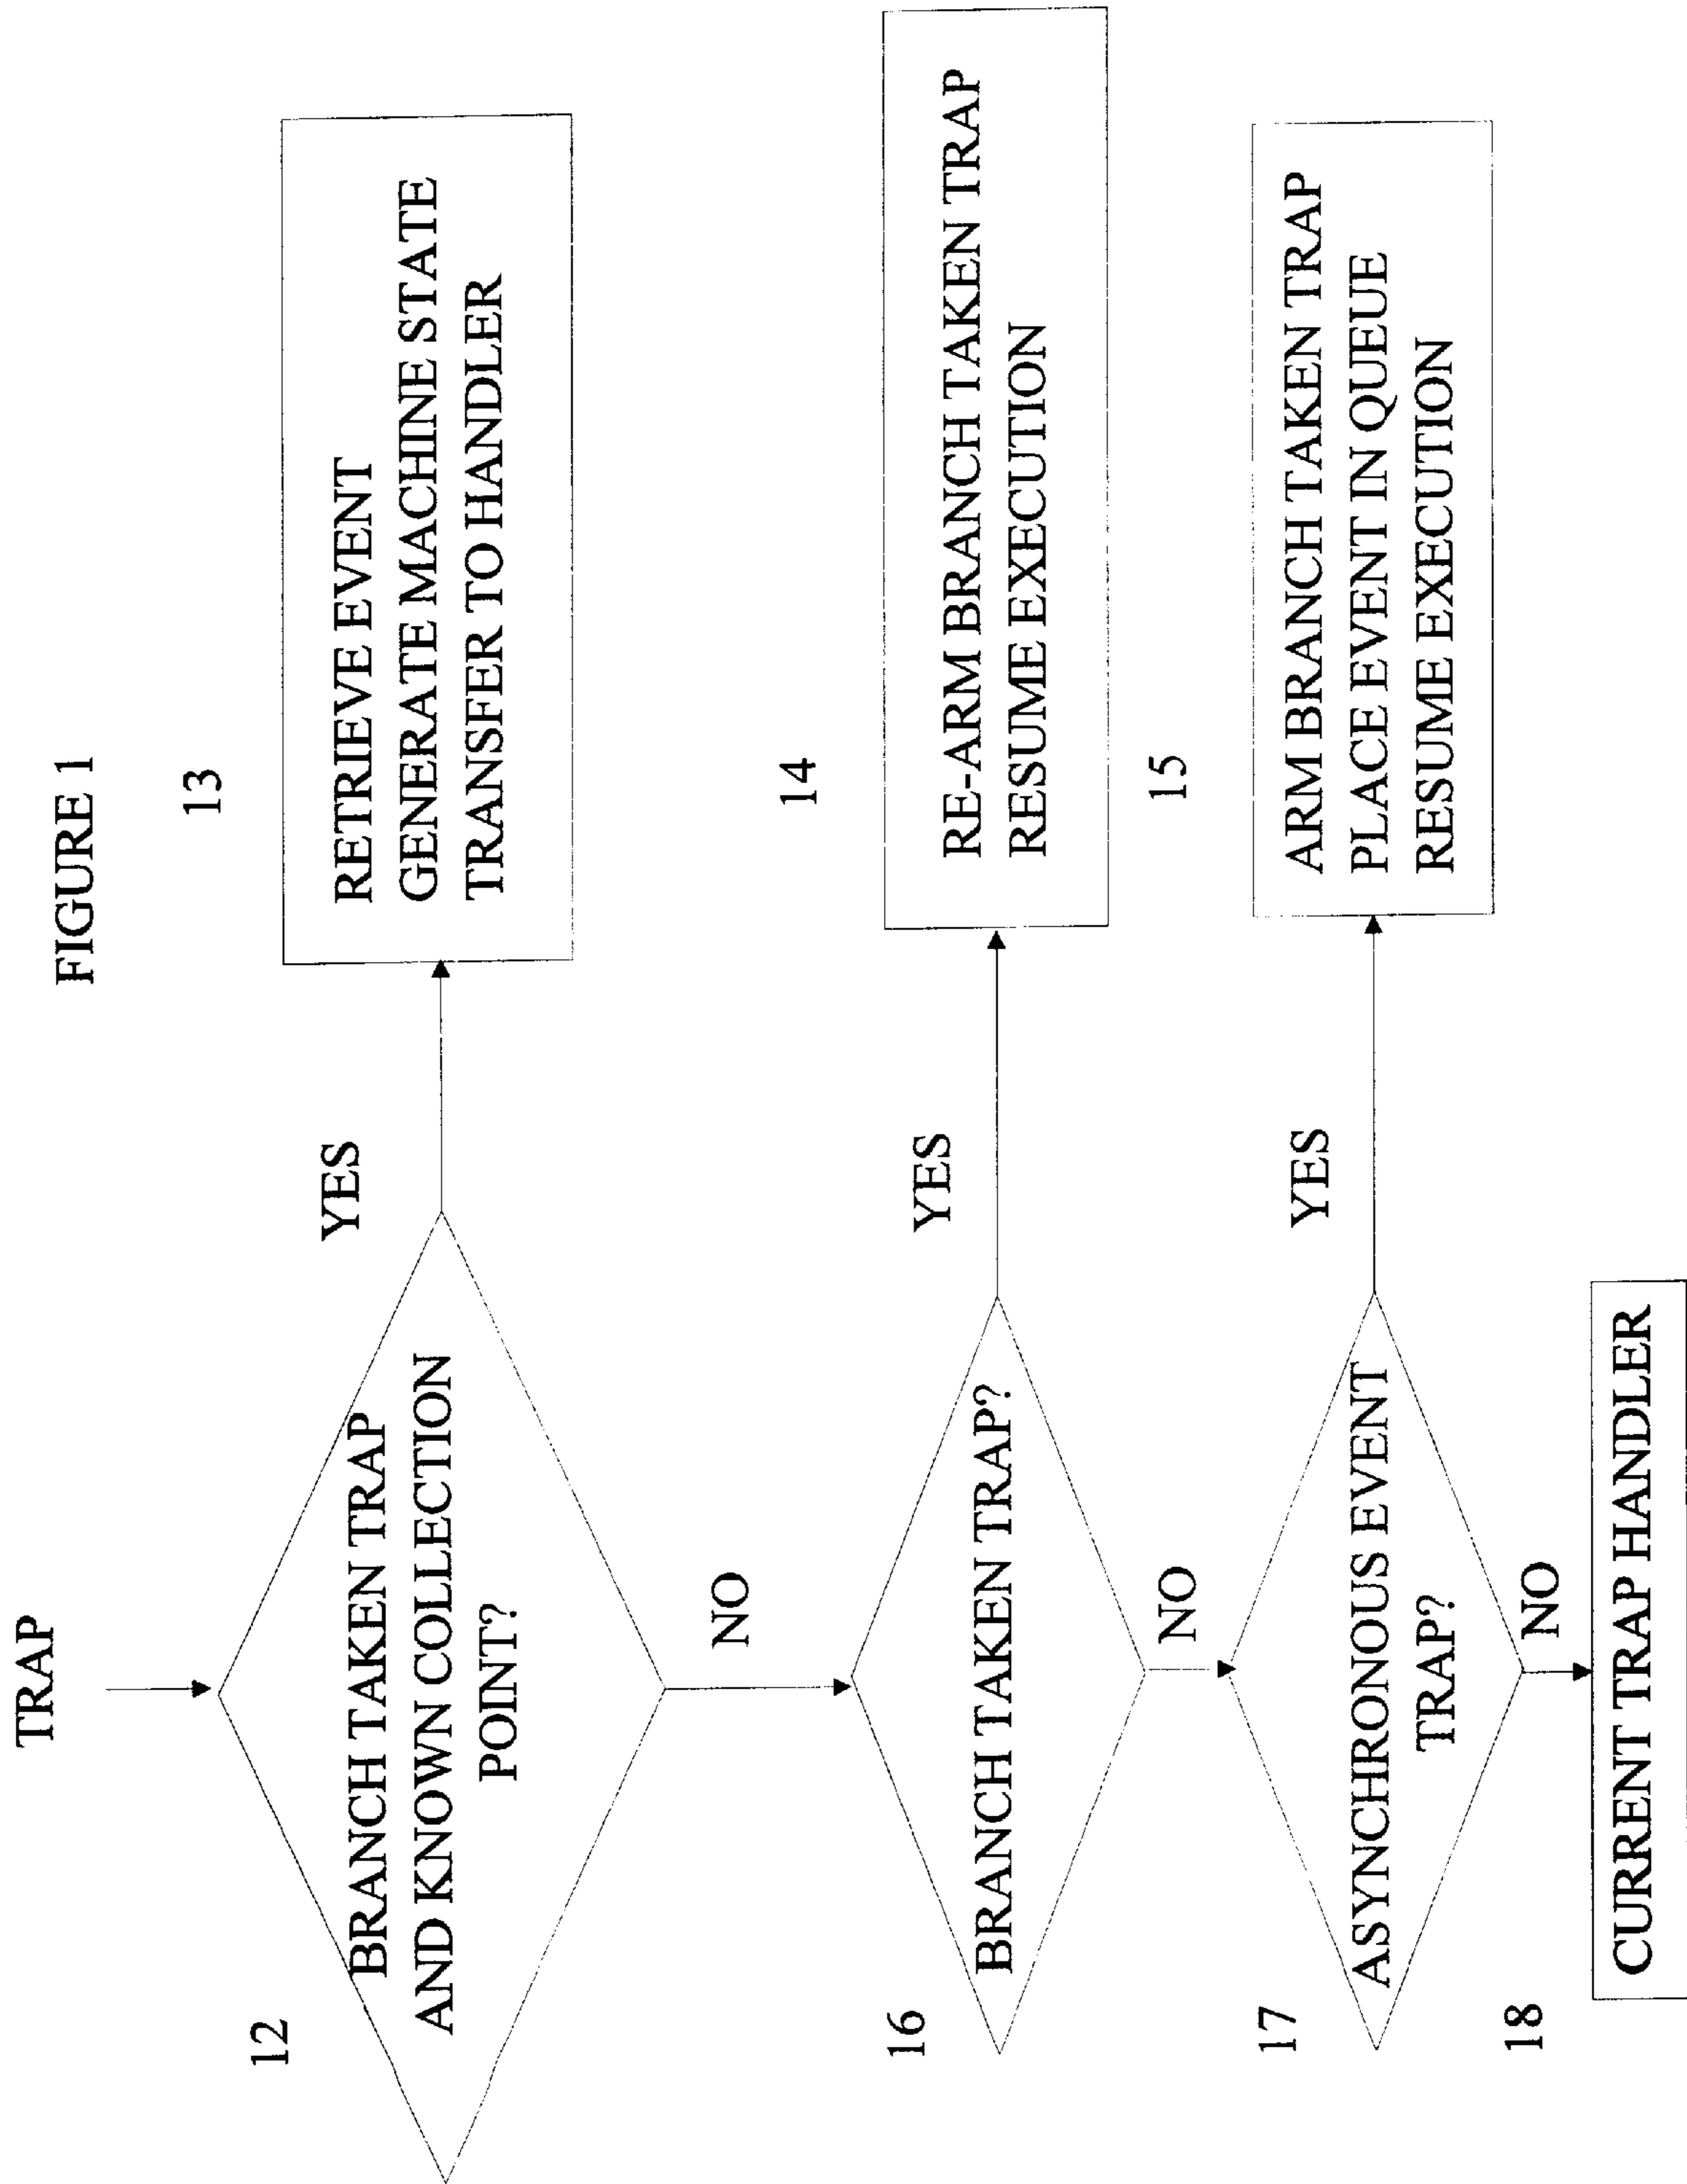 FIGURE 1
TRAP
12
BRANCH TAKEN TRAP
AND KNOWN COLLECTION
POINT?
YES
13
RETRIEVE EVENT
GENERATE MACHINE STATE
TRANSFER TO HANDLER
NO
16
BRANCH TAKEN TRAP?
YES
14
RE-ARM BRANCH TAKEN TRAP
RESUME EXECUTION
NO
17
ASYNCHRONOUS EVENT
TRAP?
YES
15
ARM BRANCH TAKEN TRAP
PLACE EVENT IN QUEUE
RESUME EXECUTION
NO
18
CURRENT TRAP HANDLER